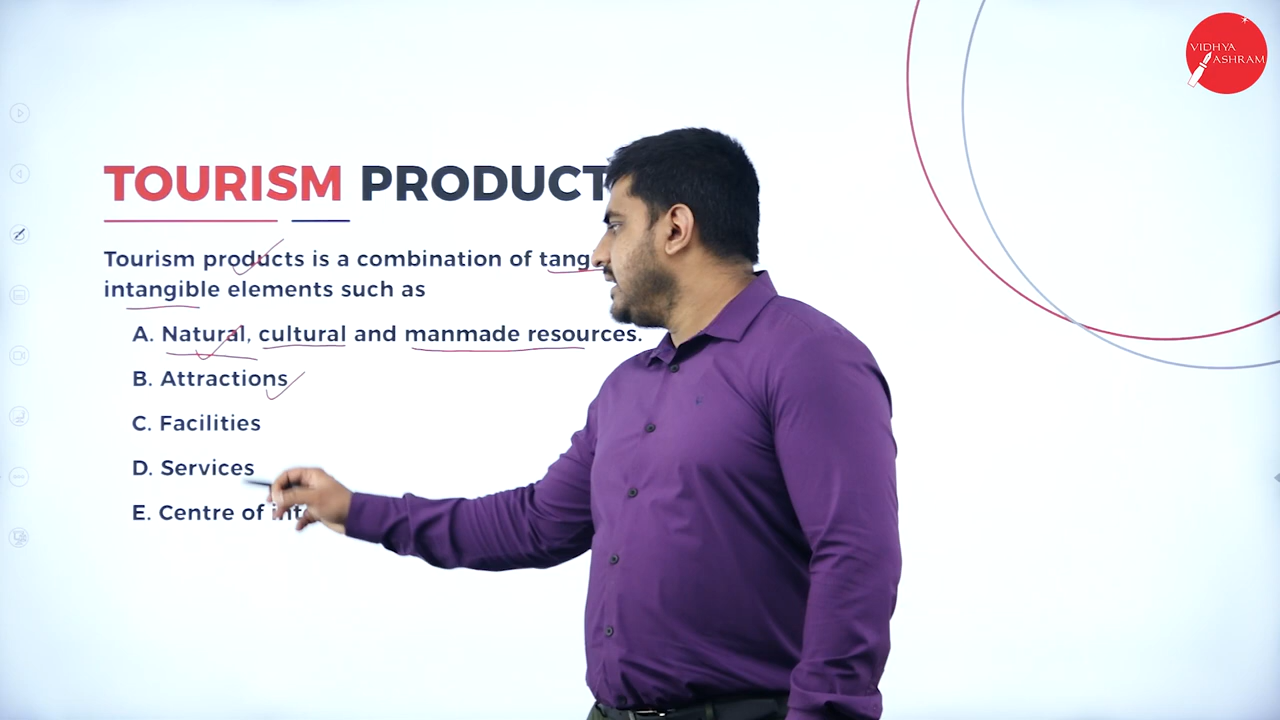 VIDHYA
ASHRAM
TOURISM PRODUCT
Tourism products is a combination of
intangible elements such as
A. Natural, cultural and manmade resources.
B. Attractions
C. Facilities
D. Services
E. Centre of